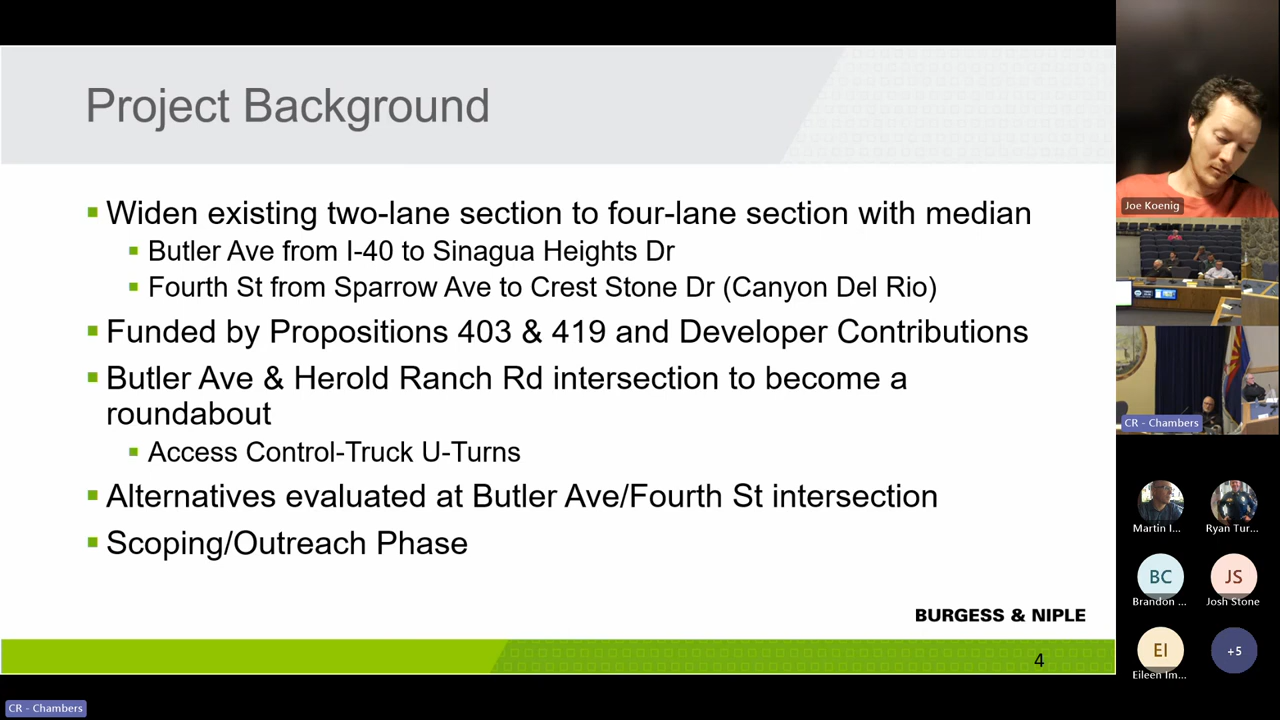 Project Background
Widen existing two-lane section to four-lane section with median
Butler Ave from I-40 to Sinagua Heights Dr
Fourth St from Sparrow Ave to Crest Stone Dr (Canyon Del Rio)
Funded by Propositions 403 & 419 and Developer Contributions
Butler Ave & Herold Ranch Rd intersection to become a
roundabout
Access Control-Truck U-Turns
Alternatives evaluated at Butler Ave/Fourth St intersection
Scoping/Outreach Phase
BURGESS & NIPLE
4
CR - Chambers
Joe Koenig
CR - Chambers
Martin I...
Ryan Tur...
BC
JS
Brandon ...
Josh Stone
EI
+5
Eileen Im...